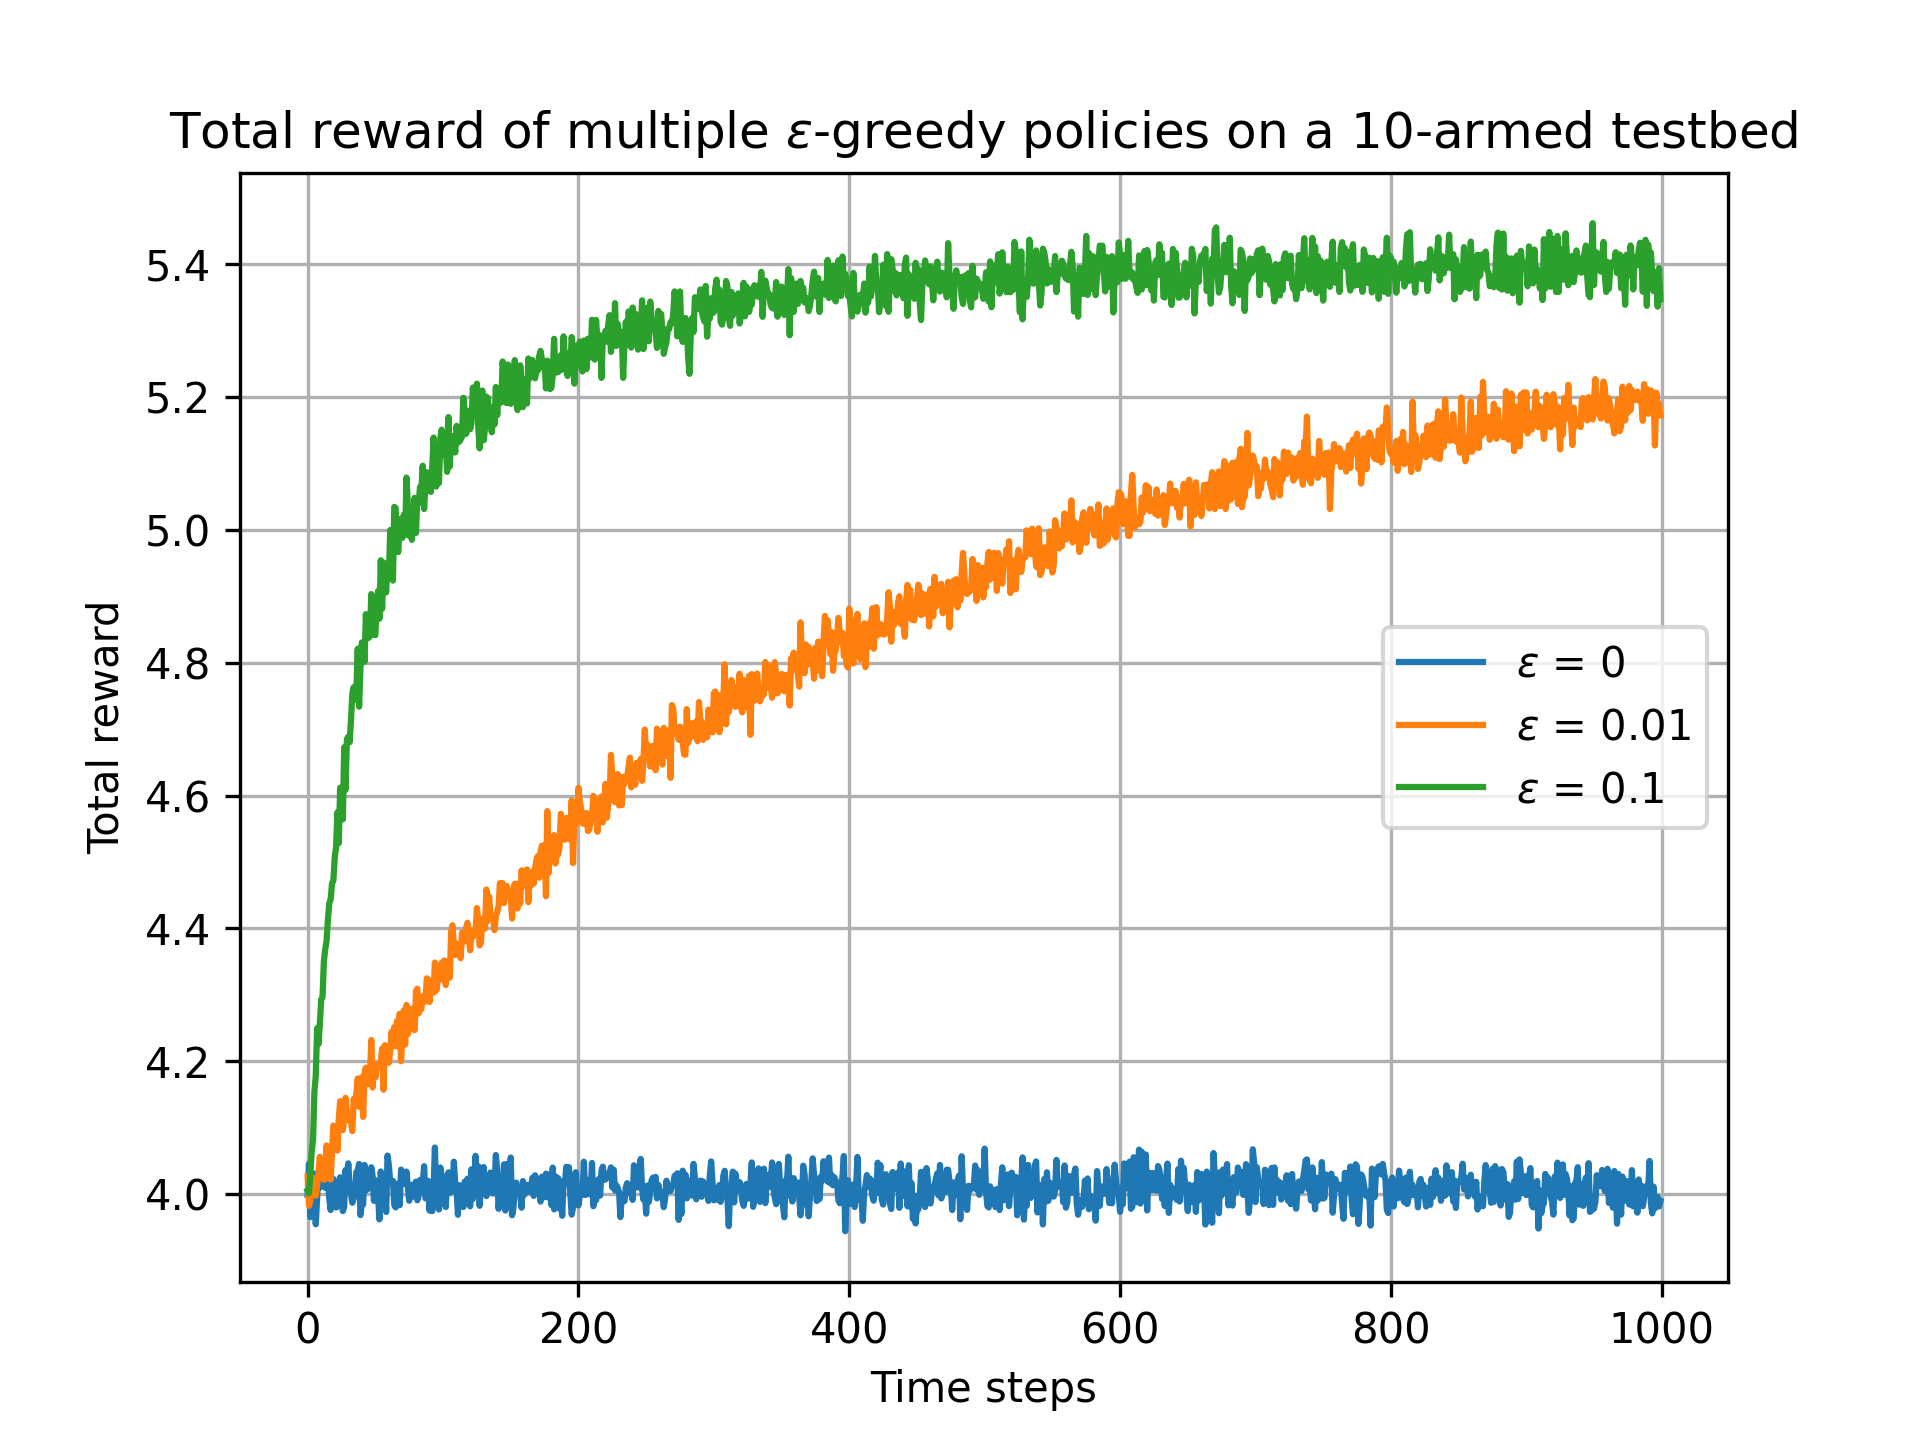 Total reward of multiple ε-greedy policies on a 10-armed testbed
5.4
5.2
5.0
4.8
4.6
4.4
4.2
4.0
Total reward
ε = 0
ε = 0.01
ε = 0.1
0 200 400 600 800 1000
Time steps